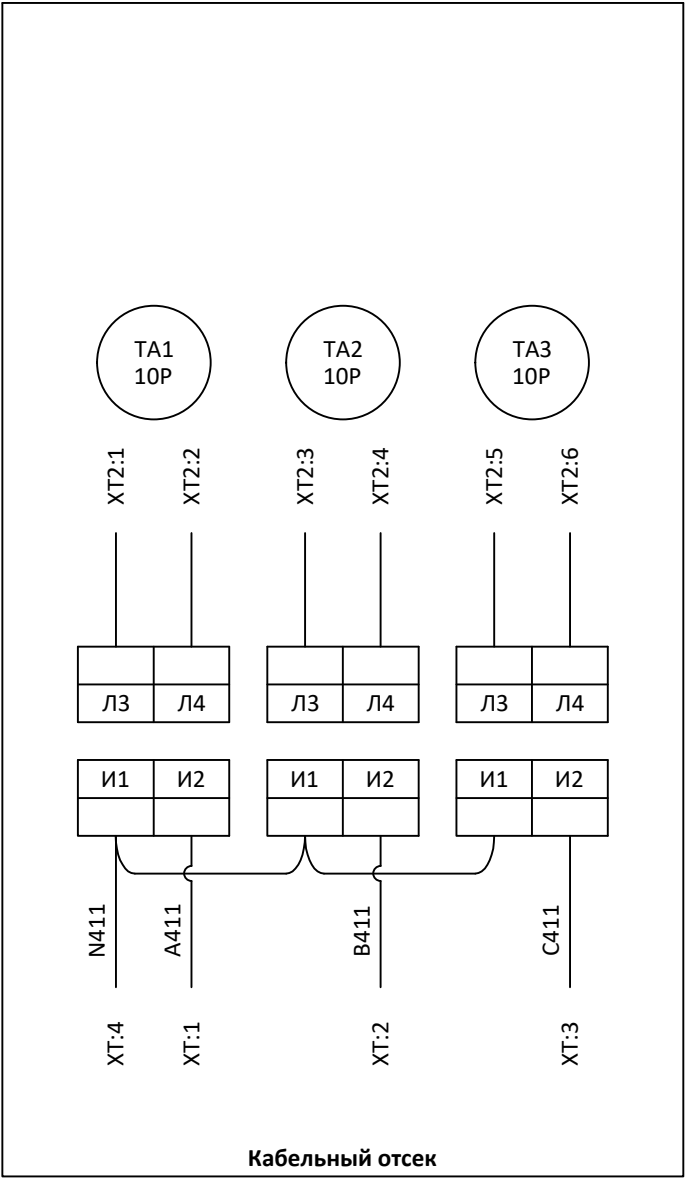 ТА1
10Р
ТА2
10Р
ТА3
10Р
ХТ2:1
ХТ2:2
ХТ2:3
ХТ2:4
ХТ2:5
ХТ2:6
Л3 Л4
Л3 Л4
Л3 Л4
И1 И2
И1 И2
И1 И2
N411
A411
B411
C411
ХТ:4
ХТ:1
ХТ:2
ХТ:3
Кабельный отсек